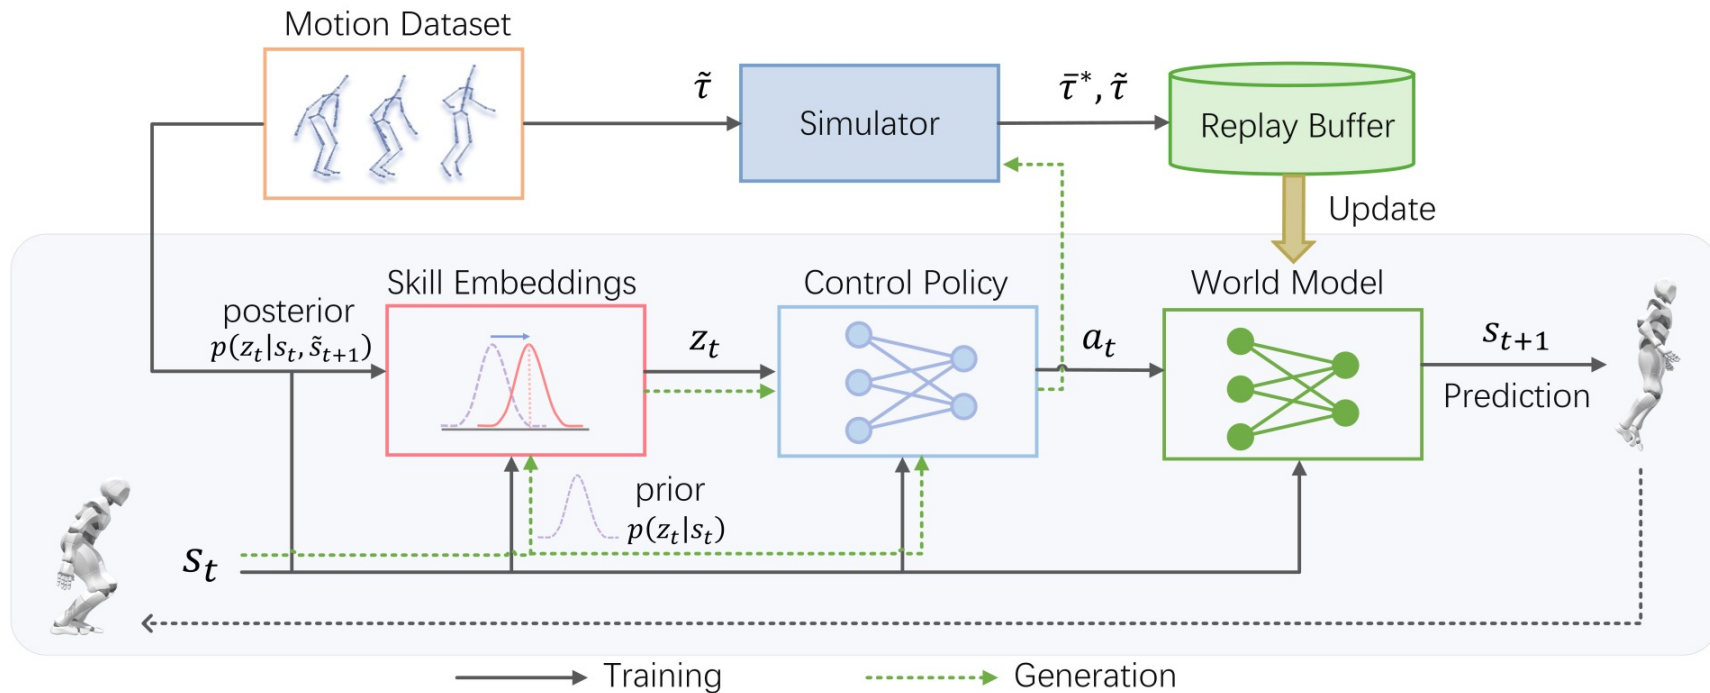 Motion Dataset
τ̃
Simulator
τ̄*, τ̃
Replay Buffer
Update
Skill Embeddings
Control Policy
World Model
posterior
p(z_t|s_t, s̃_{t+1})
z_t
a_t
s_{t+1}
Prediction
prior
p(z_t|s_t)
s_t
Training
Generation